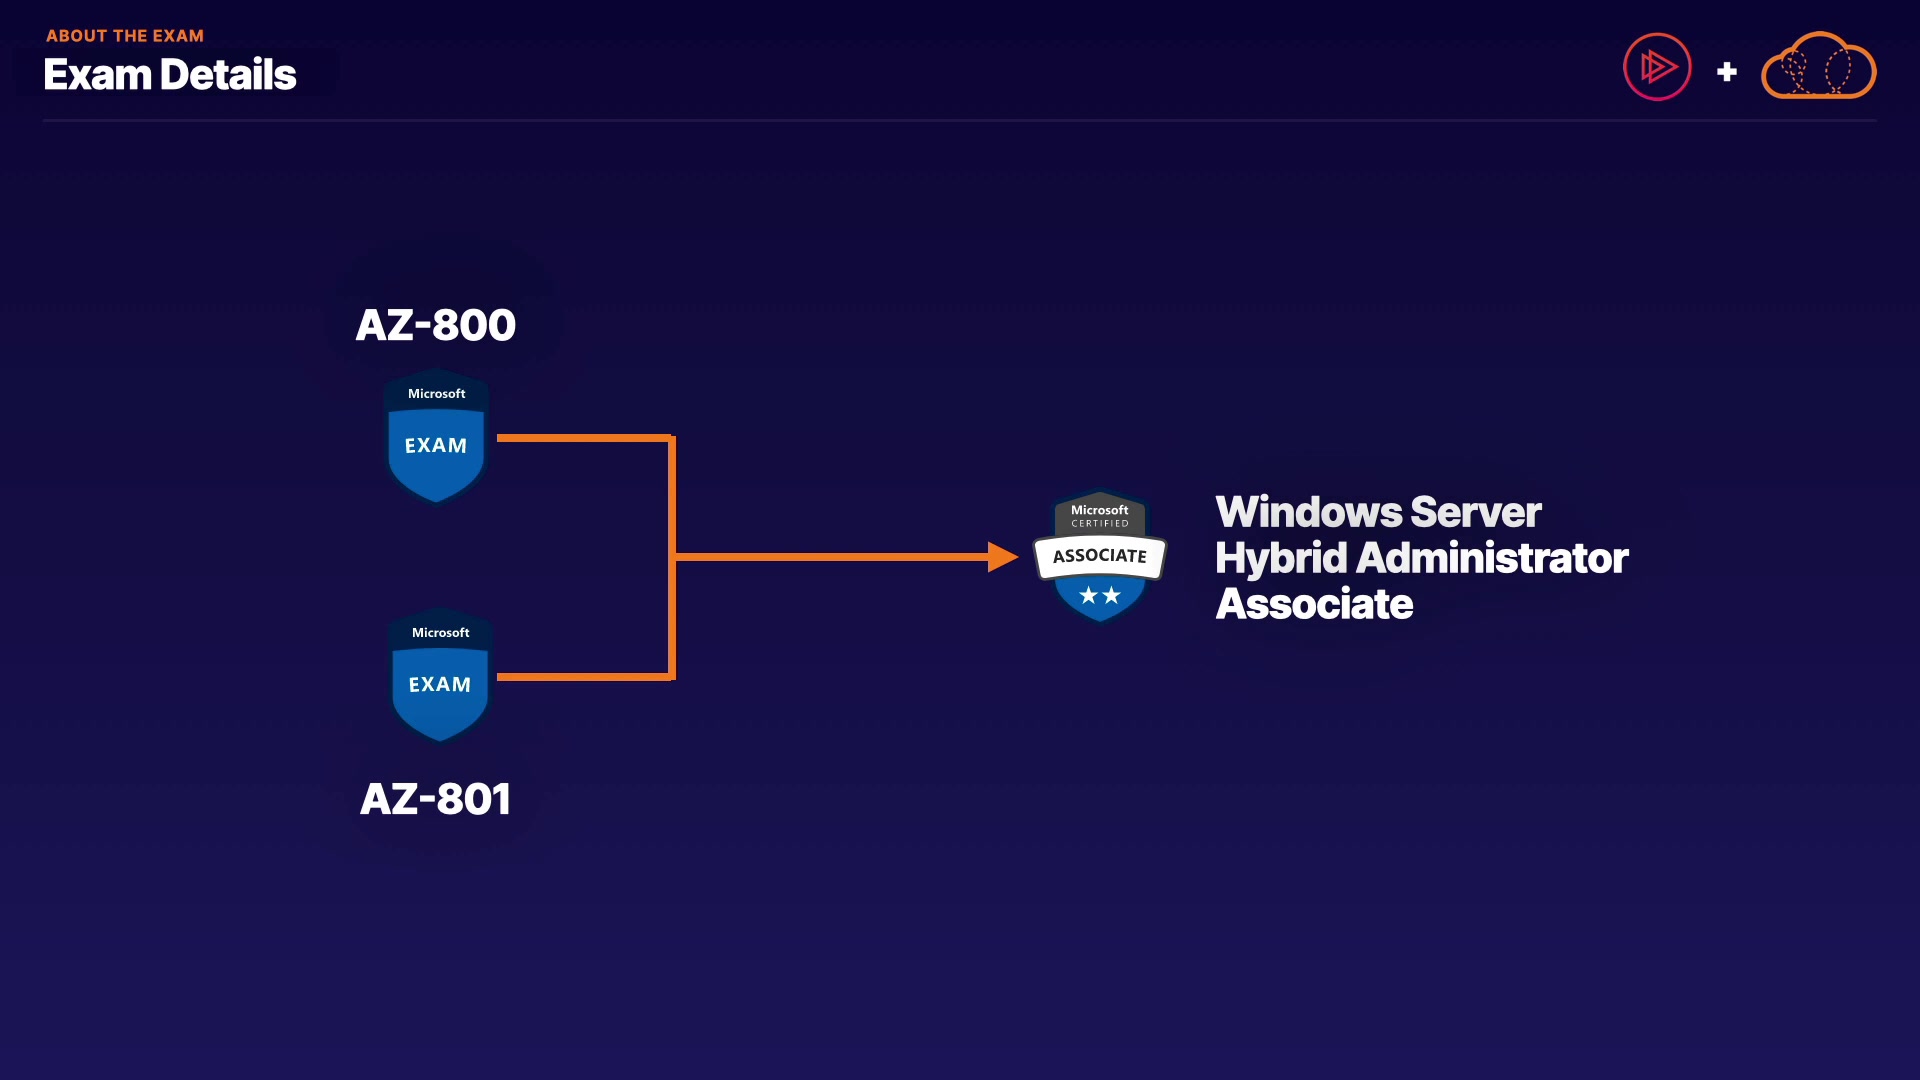 ABOUT THE EXAM
Exam Details
AZ-800
Microsoft
EXAM
Microsoft
EXAM
AZ-801
Microsoft
CERTIFIED
ASSOCIATE
Windows Server
Hybrid Administrator
Associate